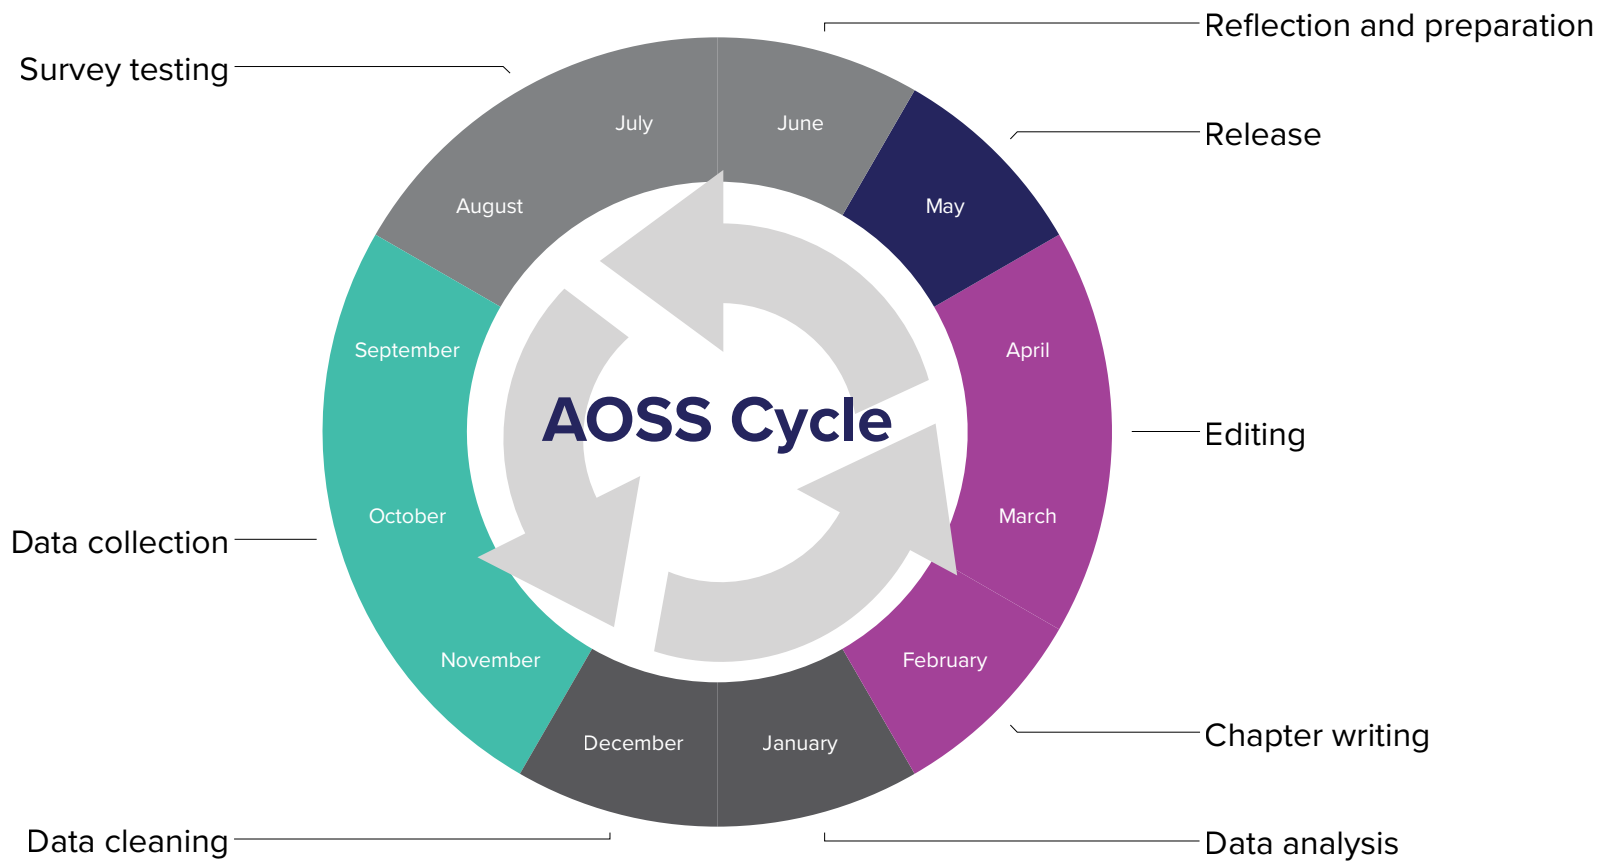 Reflection and preparation
Survey testing
Release
July
June
August
May
September
April
AOSS Cycle
Editing
October
March
Data collection
November
February
Chapter writing
December
January
Data cleaning
Data analysis